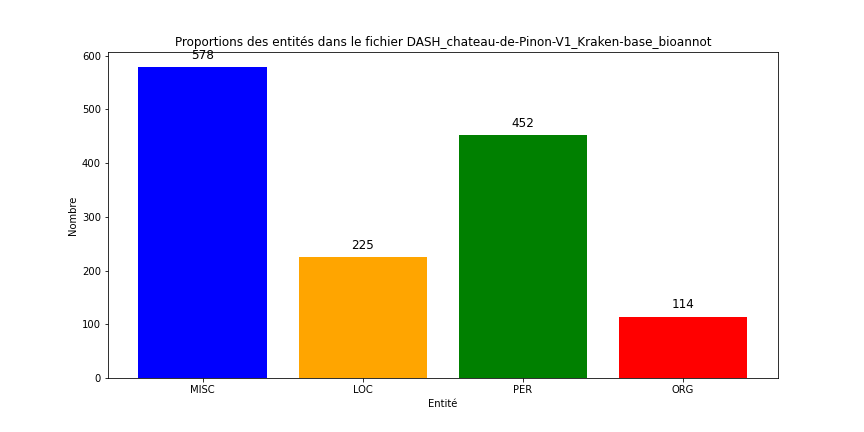 Proportions des entités dans le fichier DASH_chateau-de-Pinon-V1_Kraken-base_bioannot
578
452
225
114
600
500
400
300
200
100
0
Nombre
MISC LOC PER ORG
Entité